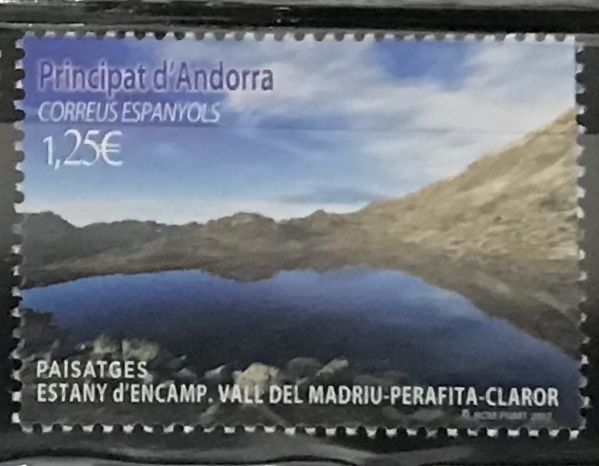 Principat d'Andorra
CORREUS ESPANYOLS
1,25€
PAISATGES
ESTANY d'ENCAMP. VALL DEL MADRIU-PERAFITA-CLAROR